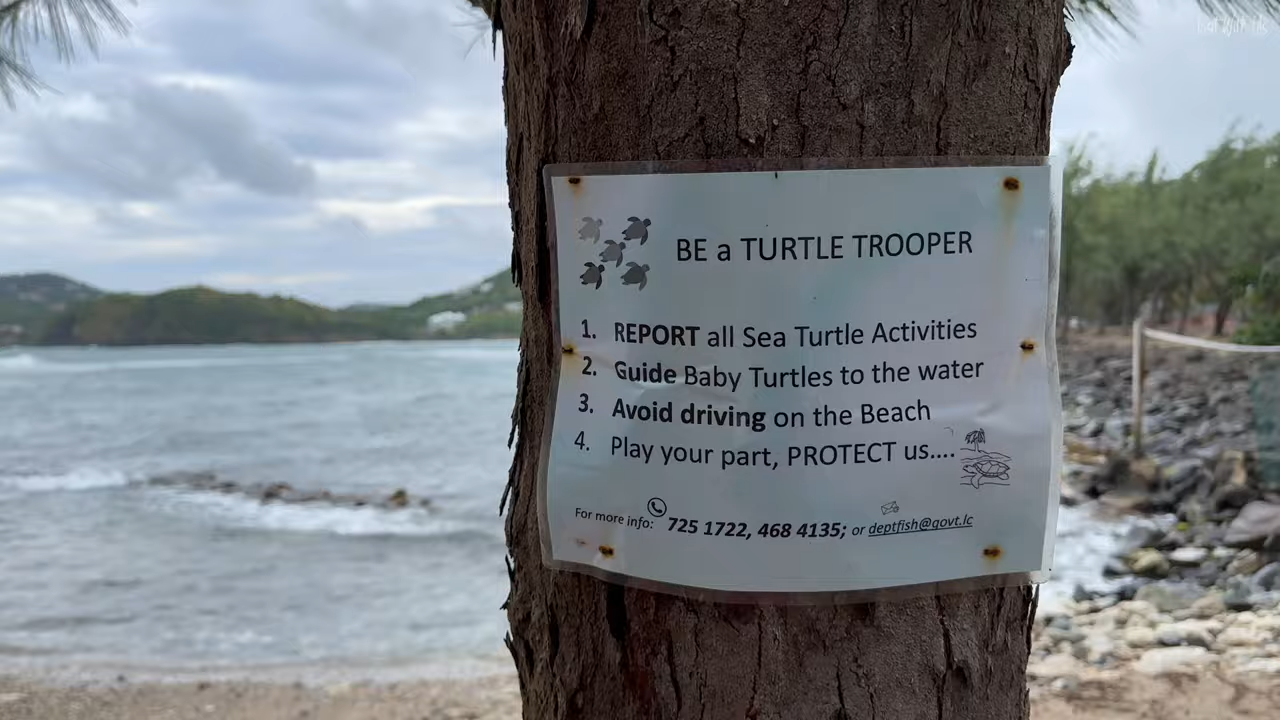 BE a TURTLE TROOPER
1. REPORT all Sea Turtle Activities
2. Guide Baby Turtles to the water
3. Avoid driving on the Beach
4. Play your part, PROTECT us....
For more info: 725 1722, 468 4135; or deptfish@govt.lc